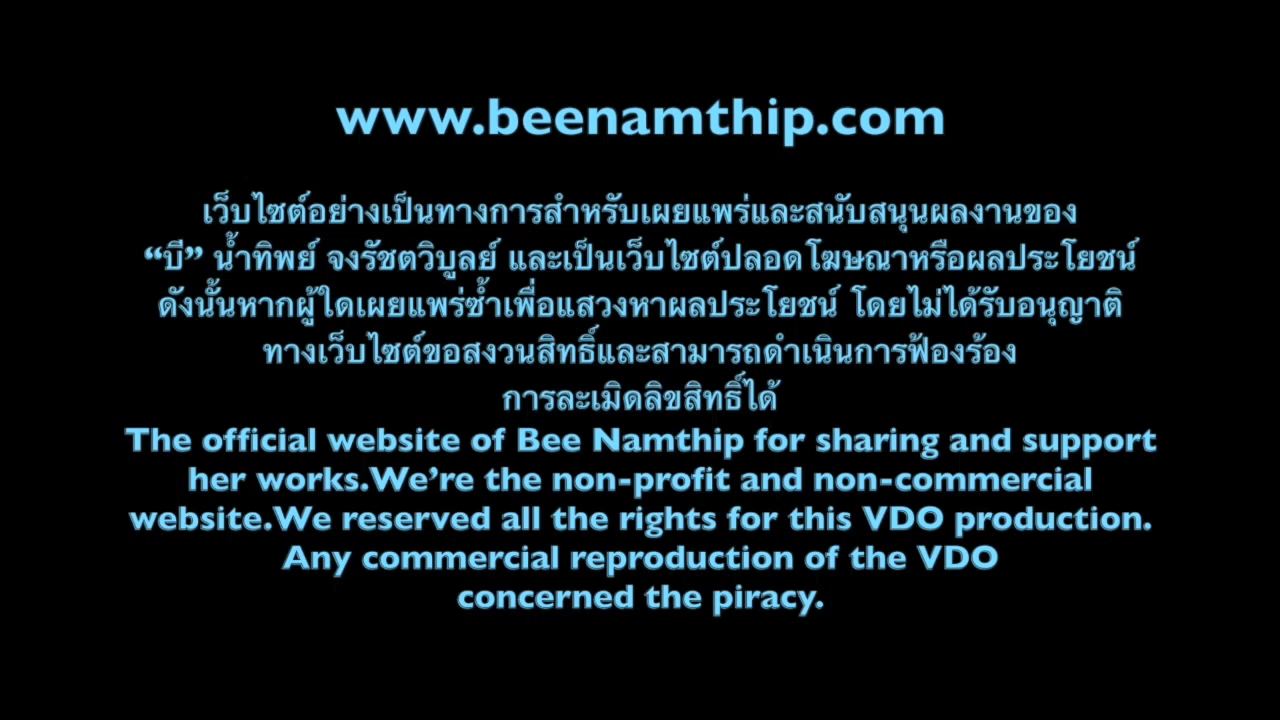 www.beenamthip.com
เว็บไซต์อย่างเป็นทางการสำหรับเผยแพร่และสนับสนุนผลงานของ
“บี” น้ำทิพย์ จงรัชตวิบูลย์ และเป็นเว็บไซต์ปลอดโฆษณาหรือผลประโยชน์
ดังนั้นหากผู้ใดเผยแพร่ซ้ำเพื่อแสวงหาผลประโยชน์ โดยไม่ได้รับอนุญาติ
ทางเว็บไซต์ขอสงวนสิทธิ์และสามารถดำเนินการฟ้องร้อง
การละเมิดลิขสิทธิ์ได้
The official website of Bee Namthip for sharing and support
her works.We’re the non-profit and non-commercial
website.We reserved all the rights for this VDO production.
Any commercial reproduction of the VDO
concerned the piracy.